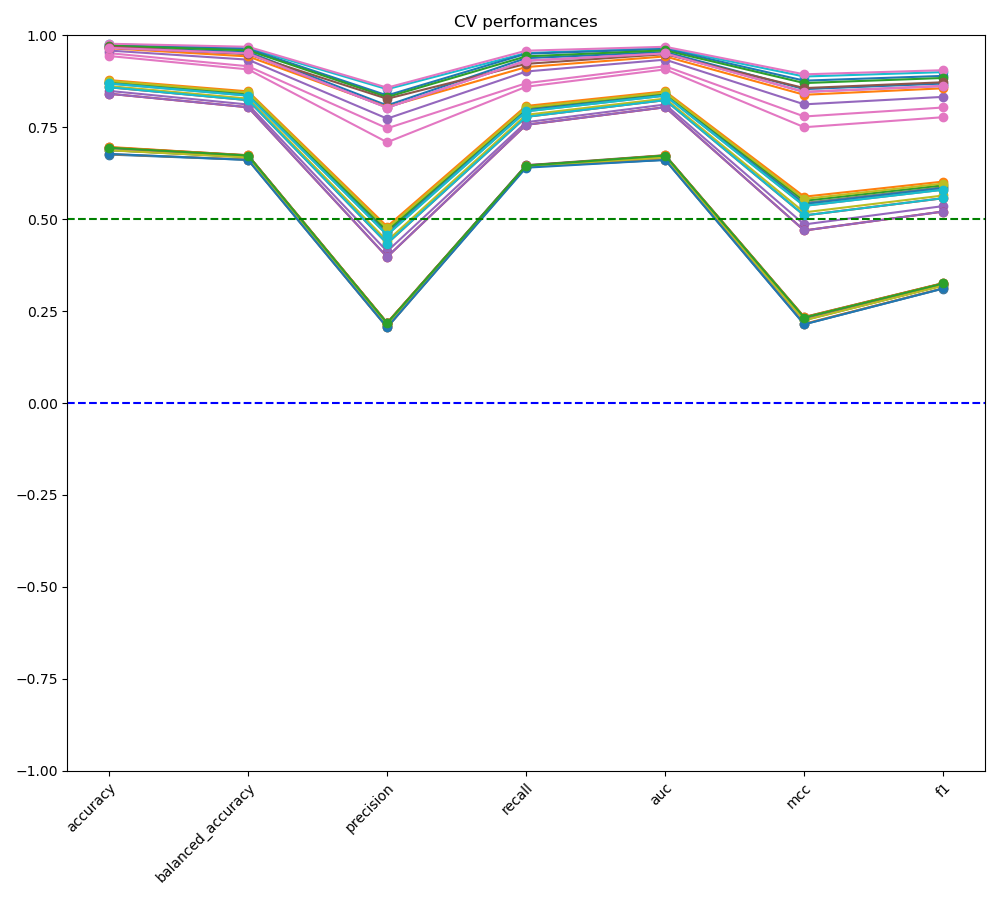 CV performances
1.00
0.75
0.50
0.25
0.00
−0.25
−0.50
−0.75
−1.00
accuracy
balanced_accuracy
precision
recall
auc
mcc
f1